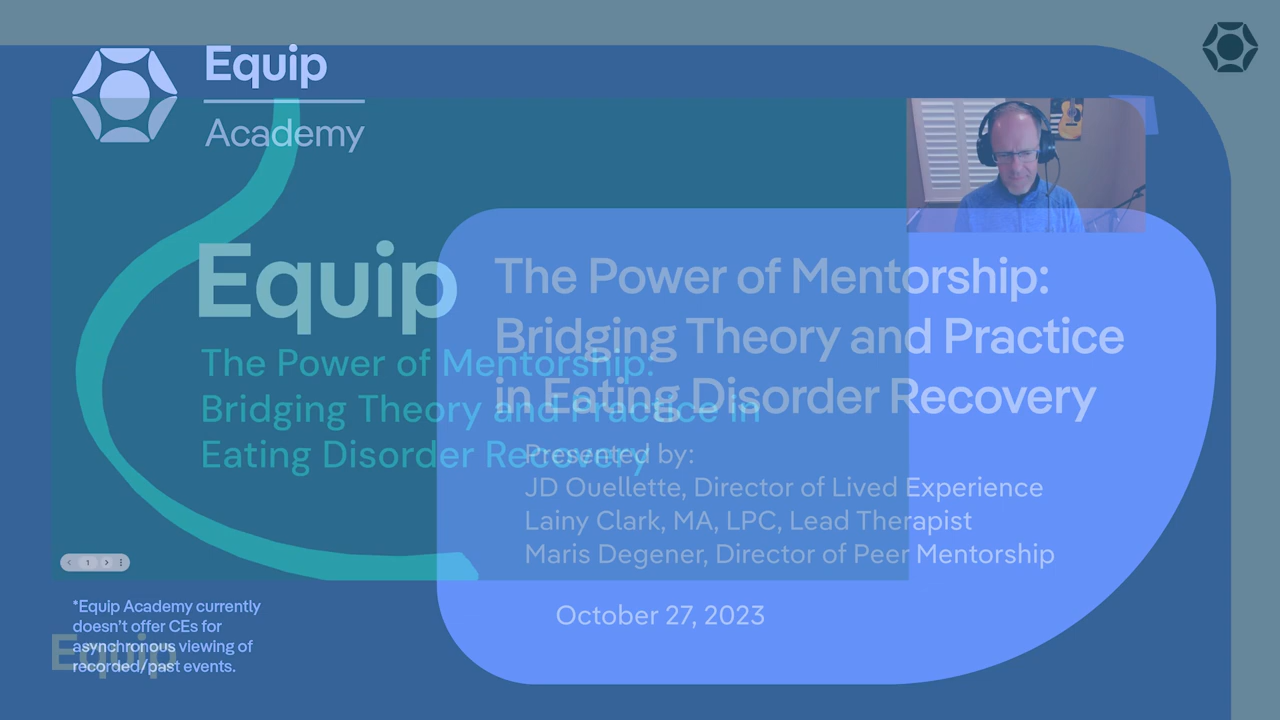 Equip
Academy
Equip
The Power of Mentorship:
Bridging Theory and Practice in
Eating Disorder Recovery
The Power of Mentorship:
Bridging Theory and Practice
in Eating Disorder Recovery
Presented by:
JD Ouellette, Director of Lived Experience
Lainy Clark, MA, LPC, Lead Therapist
Maris Degener, Director of Peer Mentorship
October 27, 2023
1
*Equip Academy currently
doesn't offer CEs for
asynchronous viewing of
recorded/past events.
Equip